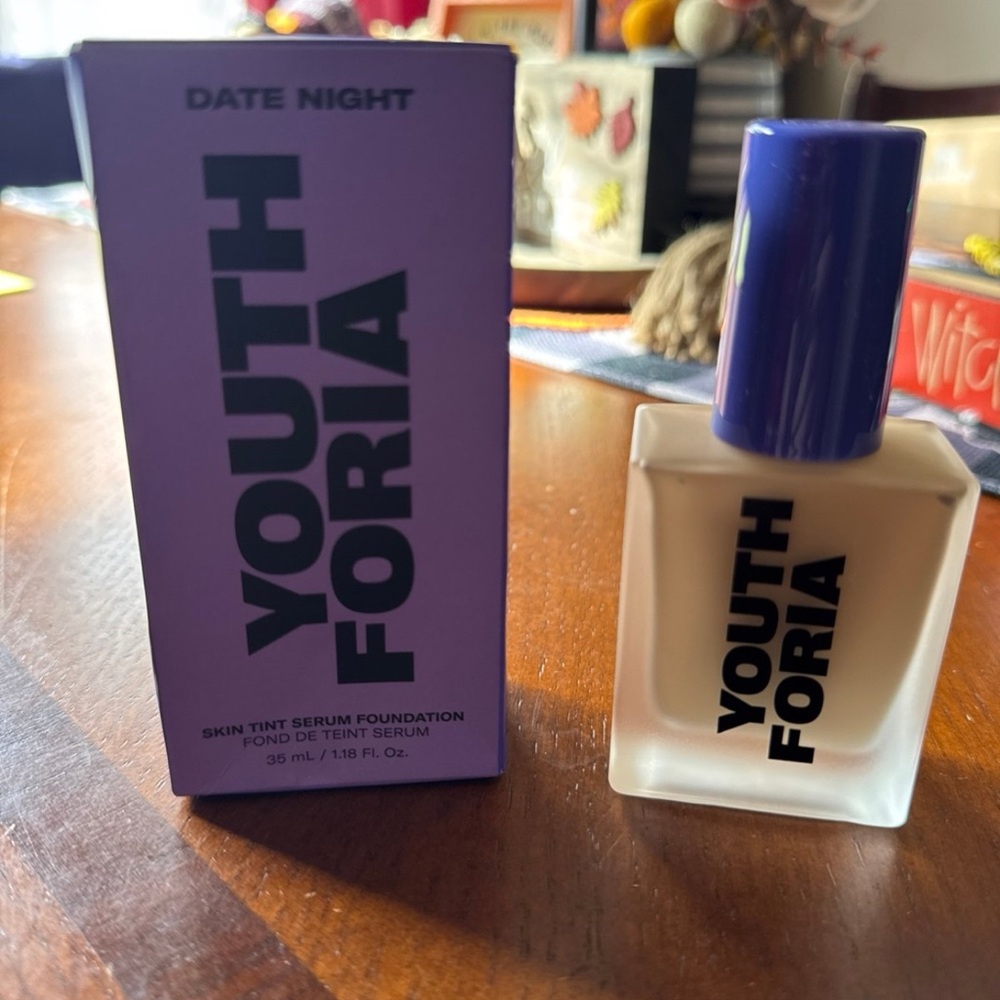 DATE NIGHT
YOUTH
FORIA
SKIN TINT SERUM FOUNDATION
FOND DE TEINT SERUM
35 mL / 1.18 Fl. Oz.
YOUTH
FORIA
Witc